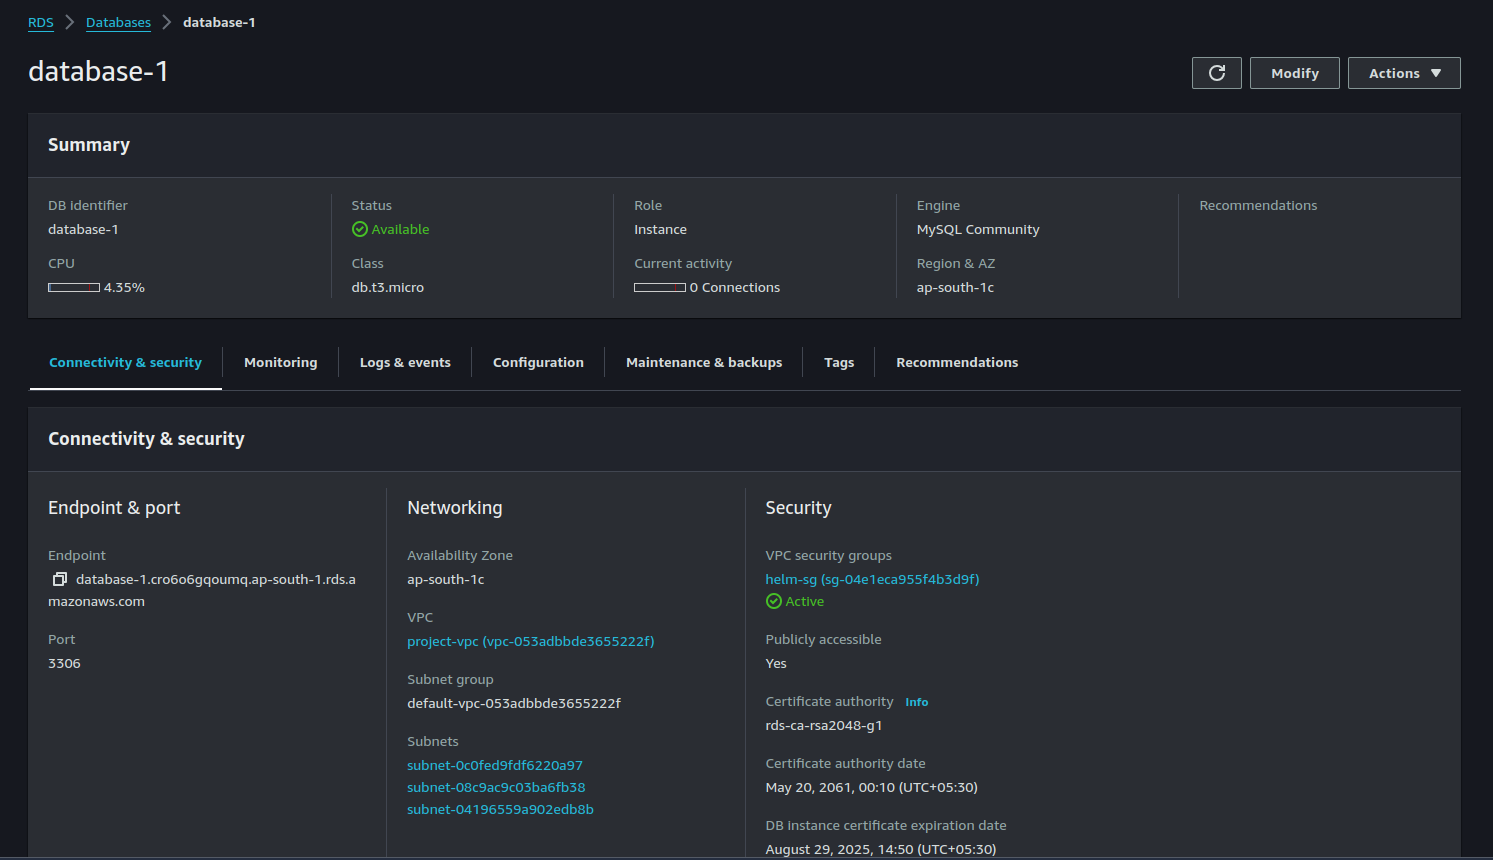 RDS > Databases > database-1
database-1
Modify
Actions
Summary
DB identifier
database-1
CPU
4.35%
Status
Available
Class
db.t3.micro
Role
Instance
Current activity
0 Connections
Engine
MySQL Community
Region & AZ
ap-south-1c
Recommendations
Connectivity & security
Monitoring
Logs & events
Configuration
Maintenance & backups
Tags
Recommendations
Connectivity & security
Endpoint & port
Endpoint
database-1.cro6o6gqoumq.ap-south-1.rds.a
mazonaws.com
Port
3306
Networking
Availability Zone
ap-south-1c
VPC
project-vpc (vpc-053adbbde3655222f)
Subnet group
default-vpc-053adbbde3655222f
Subnets
subnet-0c0fed9fdf6220a97
subnet-08c9ac9c03ba6fb38
subnet-04196559a902edb8b
Security
VPC security groups
helm-sg (sg-04e1eca955f4b3d9f)
Active
Publicly accessible
Yes
Certificate authority Info
rds-ca-rsa2048-g1
Certificate authority date
May 20, 2061, 00:10 (UTC+05:30)
DB instance certificate expiration date
August 29, 2025, 14:50 (UTC+05:30)